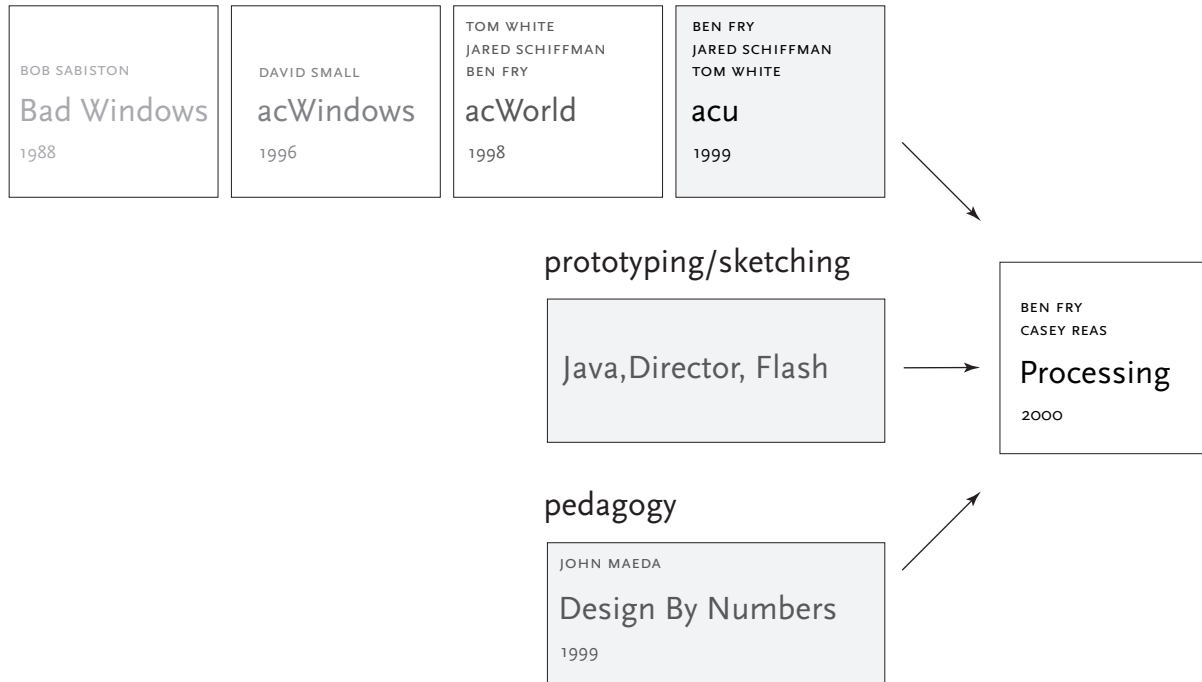 BOB SABISTON
Bad Windows
1988
DAVID SMALL
acWindows
1996
TOM WHITE
JARED SCHIFFMAN
BEN FRY
acWorld
1998
BEN FRY
JARED SCHIFFMAN
TOM WHITE
acu
1999
prototyping/sketching
Java,Director, Flash
pedagogy
JOHN MAEDA
Design By Numbers
1999
BEN FRY
CASEY REAS
Processing
2000